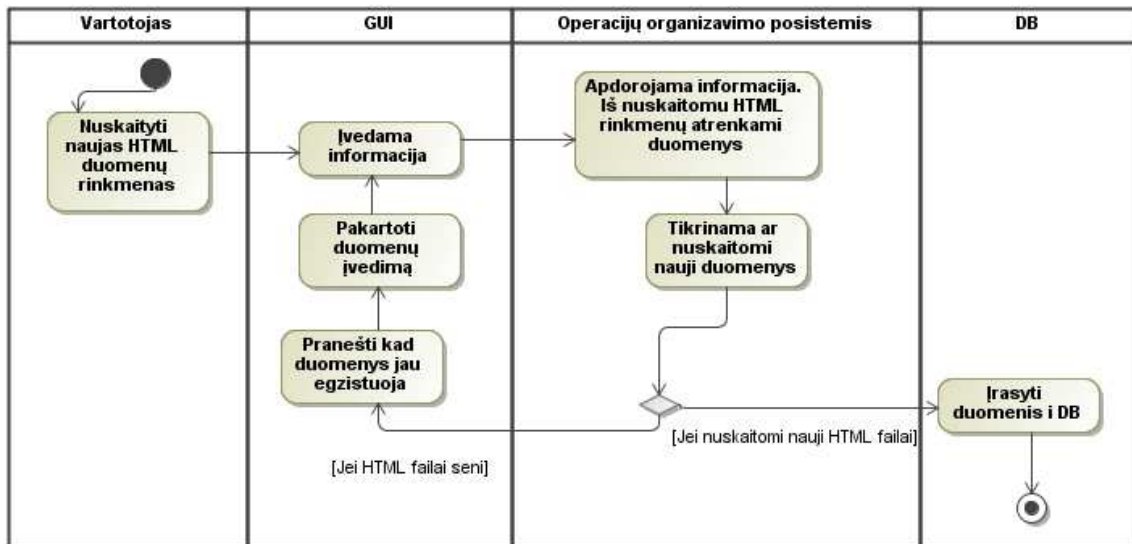 Vartotojas
GUI
Operacijų organizavimo posistemis
DB
Nuskaityti
naujas HTML
duomenų
rinkmenas
Įvedama
informacija
Apdorojama informacija.
Iš nuskaitomu HTML
rinkmenų atrenkami
duomenys
Pakartoti
duomenų
įvedimą
Tikrinama ar
nuskaitomi
nauji duomenys
Pranešti kad
duomenys jau
egzistuoja
Įrasyti
duomenis i DB
[Jei nuskaitomi nauji HTML failai]
[Jei HTML failai seni]